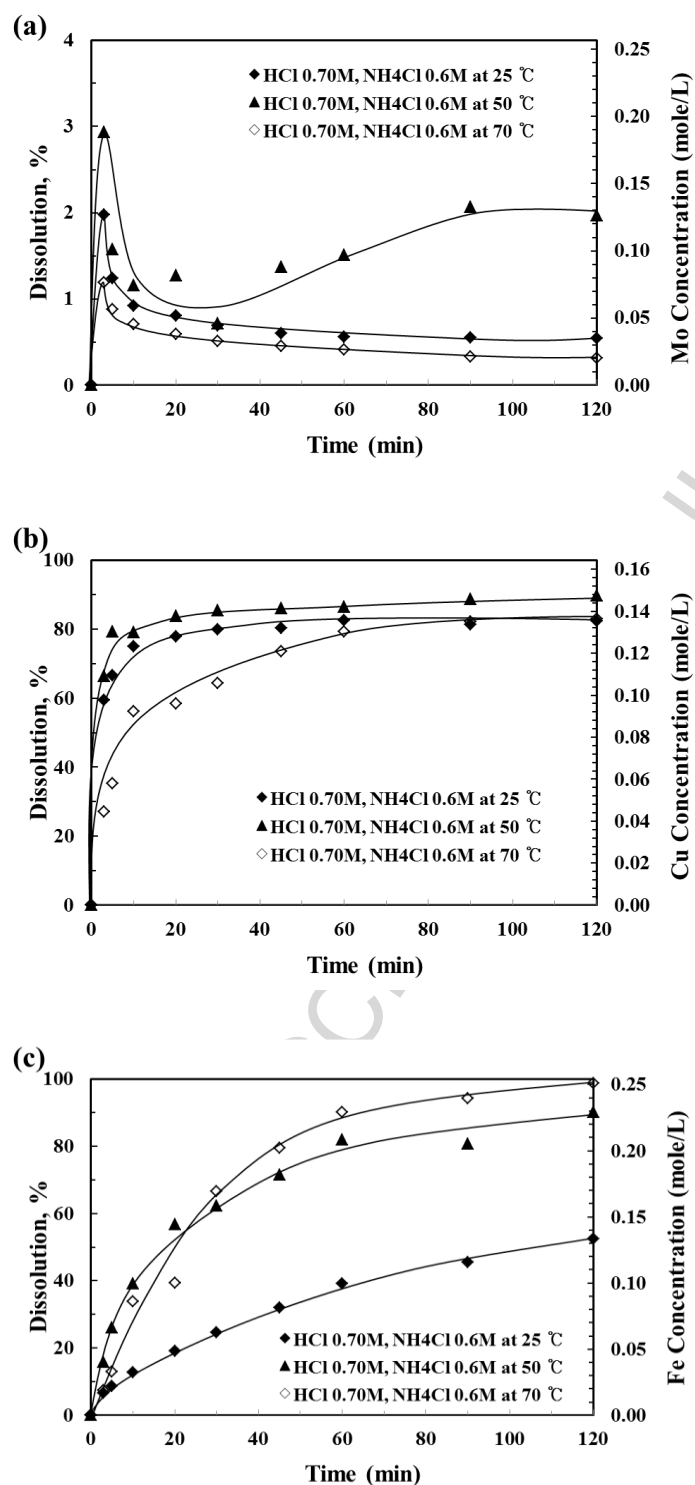 (a)
4
3
2
1
0
0.25
0.20
0.15
0.10
0.05
0.00
Dissolution, %
Mo Concentration (mole/L)
HCl 0.70M, NH4Cl 0.6M at 25 ℃
HCl 0.70M, NH4Cl 0.6M at 50 ℃
HCl 0.70M, NH4Cl 0.6M at 70 ℃
0 20 40 60 80 100 120
Time (min)
(b)
100
80
60
40
20
0
0.16
0.14
0.12
0.10
0.08
0.06
0.04
0.02
0.00
Dissolution, %
Cu Concentration (mole/L)
HCl 0.70M, NH4Cl 0.6M at 25 ℃
HCl 0.70M, NH4Cl 0.6M at 50 ℃
HCl 0.70M, NH4Cl 0.6M at 70 ℃
0 20 40 60 80 100 120
Time (min)
(c)
100
80
60
40
20
0
0.25
0.20
0.15
0.10
0.05
0.00
Dissolution, %
Fe Concentration (mole/L)
HCl 0.70M, NH4Cl 0.6M at 25 ℃
HCl 0.70M, NH4Cl 0.6M at 50 ℃
HCl 0.70M, NH4Cl 0.6M at 70 ℃
0 20 40 60 80 100 120
Time (min)